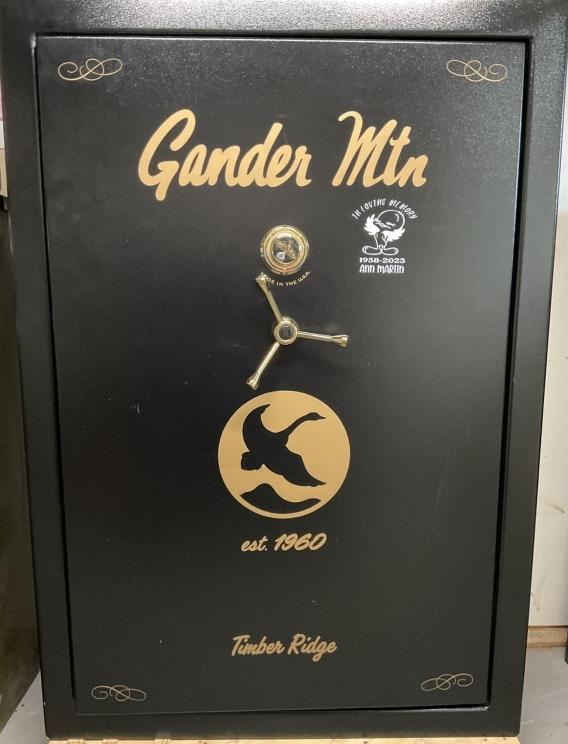 Gander Mtn
IN LOVING MEMORY
1958-2023
ANN MARTIN
MADE IN THE U.S.A.
est. 1960
Timber Ridge